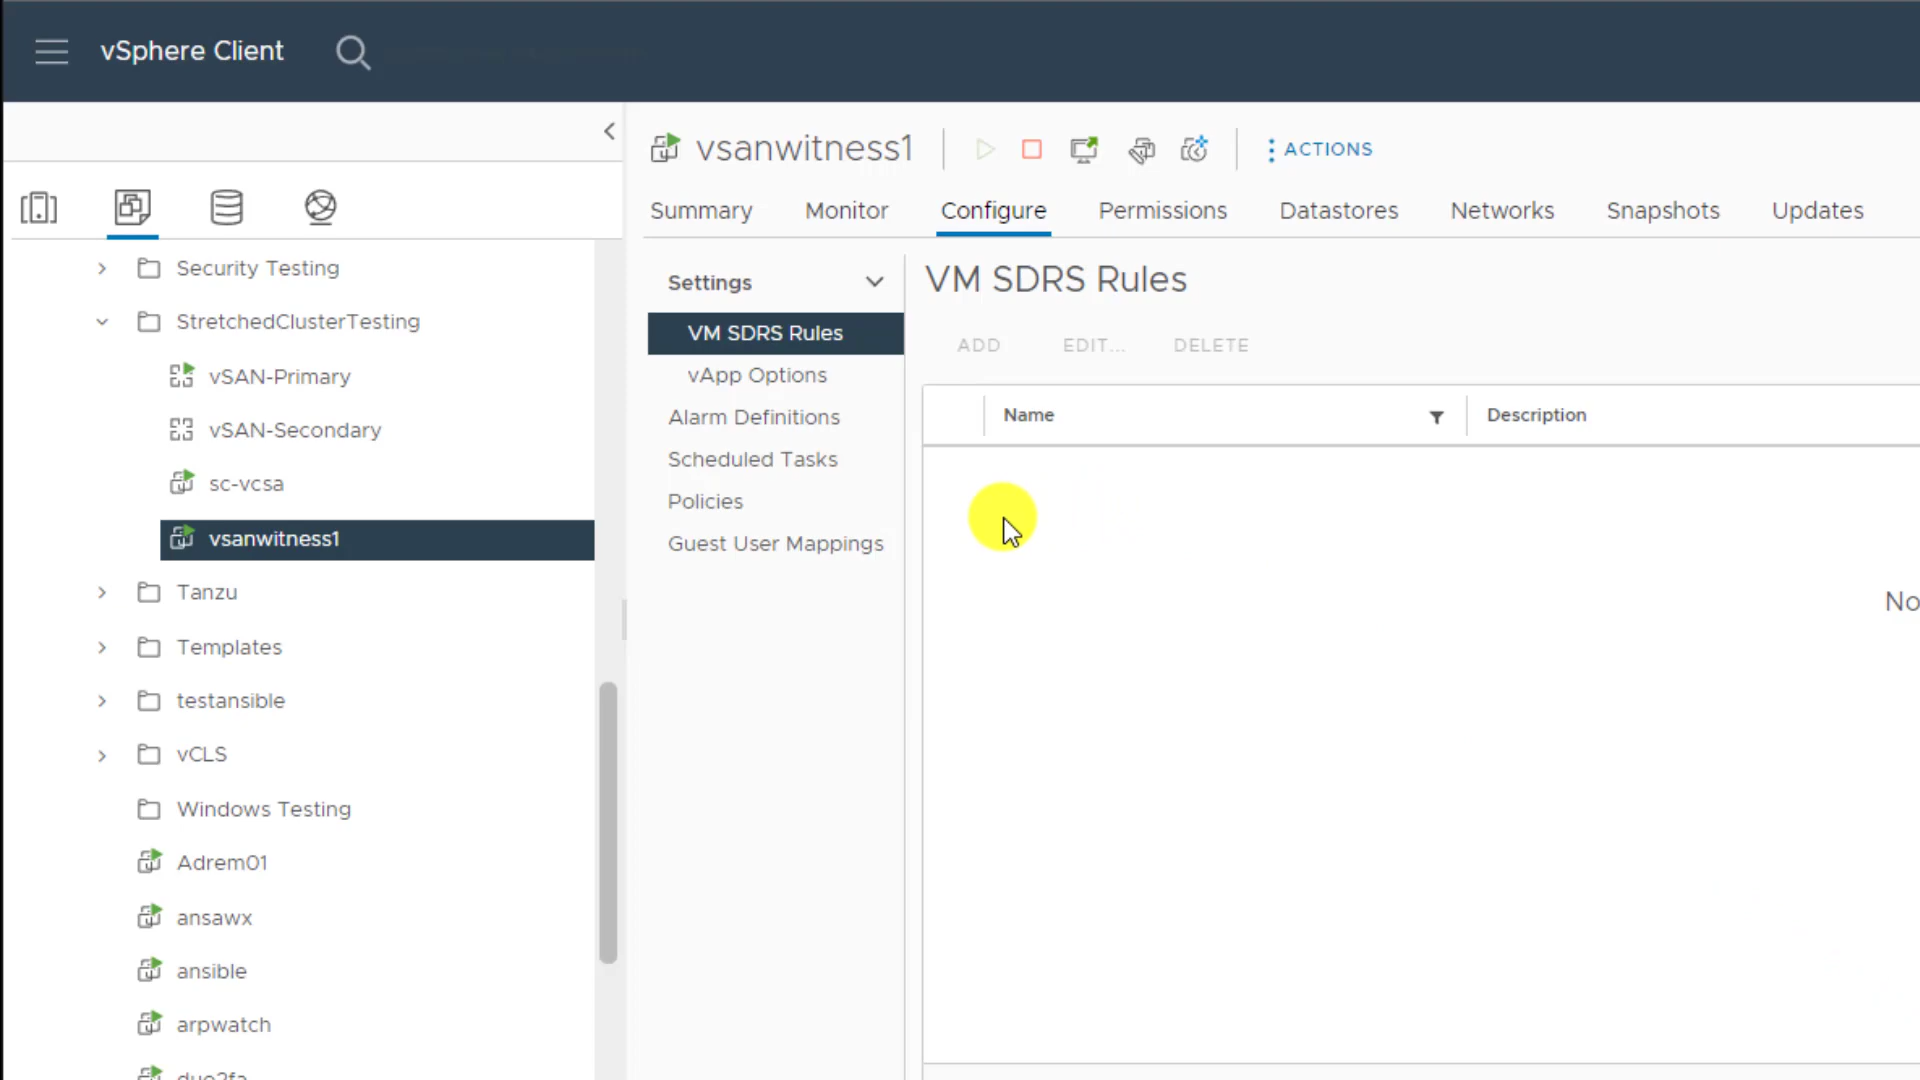 vSphere Client
vsanwitness1
ACTIONS
Summary
Monitor
Configure
Permissions
Datastores
Networks
Snapshots
Updates
Security Testing
StretchedClusterTesting
vSAN-Primary
vSAN-Secondary
sc-vcsa
vsanwitness1
Tanzu
Templates
testansible
vCLS
Windows Testing
Adrem01
ansawx
ansible
arpwatch
Settings
VM SDRS Rules
vApp Options
Alarm Definitions
Scheduled Tasks
Policies
Guest User Mappings
VM SDRS Rules
ADD
EDIT...
DELETE
Name
Description
No